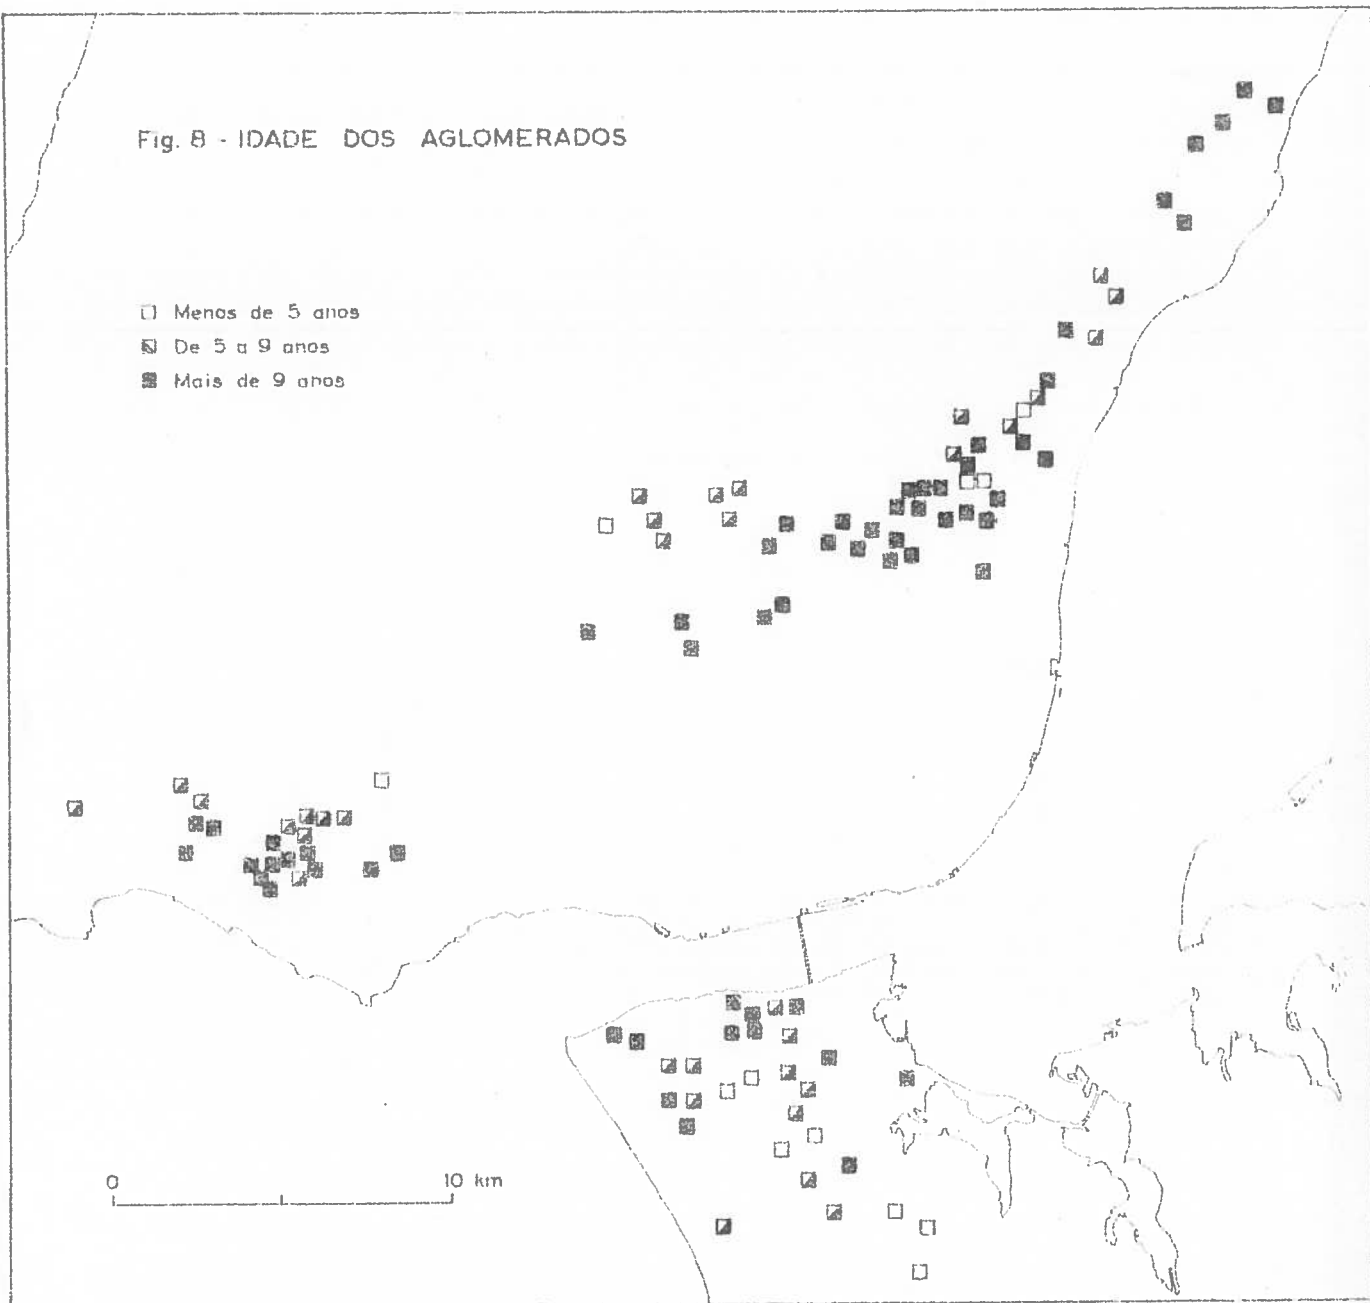 Fig. 8 - IDADE DOS AGLOMERADOS
Menos de 5 anos
De 5 a 9 anos
Mais de 9 anos
0 10 km